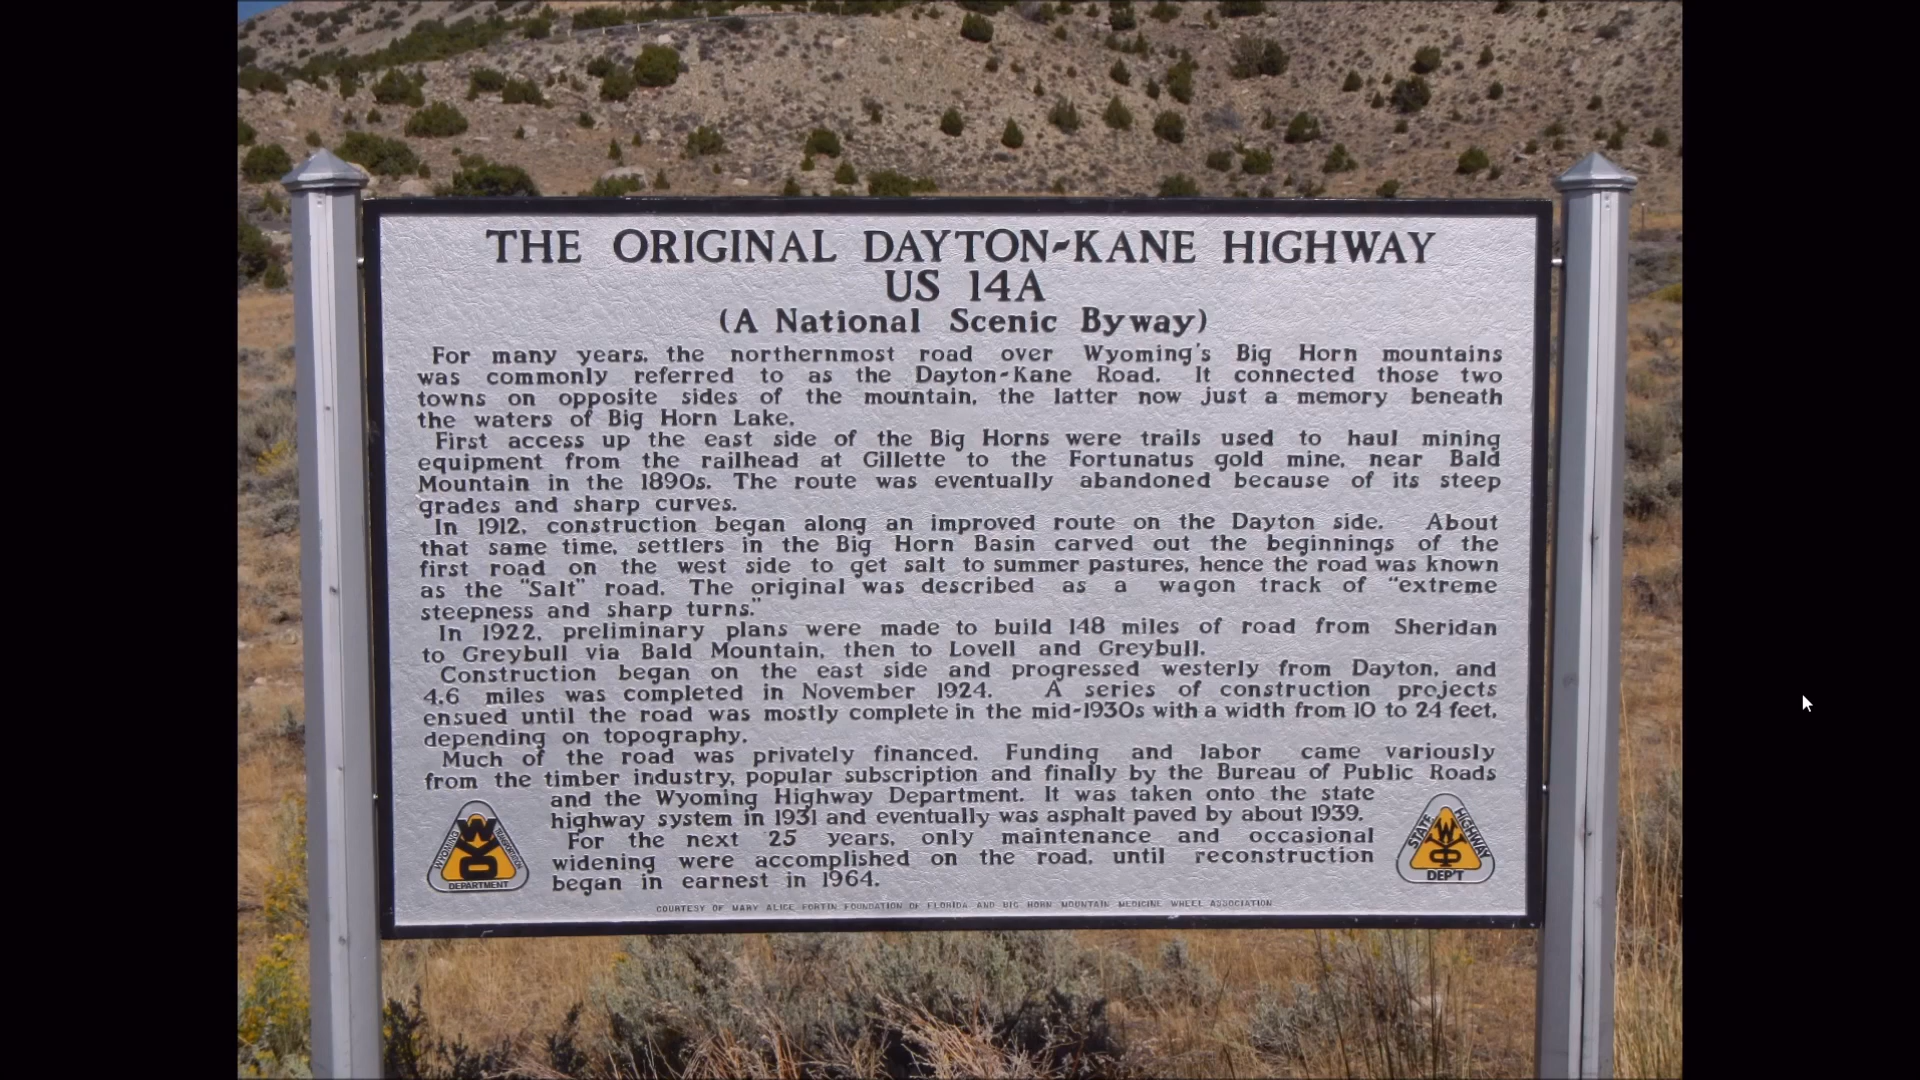 THE ORIGINAL DAYTON-KANE HIGHWAY
US 14A
(A National Scenic Byway)
For many years, the northernmost road over Wyoming's Big Horn mountains
was commonly referred to as the Dayton-Kane Road. It connected those two
towns on opposite sides of the mountain, the latter now just a memory beneath
the waters of Big Horn Lake.
First access up the east side of the Big Horns were trails used to haul mining
equipment from the railhead at Gillette to the Fortunatus gold mine, near Bald
Mountain in the 1890s. The route was eventually abandoned because of its steep
grades and sharp curves.
In 1912, construction began along an improved route on the Dayton side. About
that same time, settlers in the Big Horn Basin carved out the beginnings of the
first road on the west side to get salt to summer pastures, hence the road was known
as the "Salt" road. The original was described as a wagon track of "extreme
steepness and sharp turns."
In 1922, preliminary plans were made to build 148 miles of road from Sheridan
to Greybull via Bald Mountain, then to Lovell and Greybull.
Construction began on the east side and progressed westerly from Dayton, and
4.6 miles was completed in November 1924. A series of construction projects
ensued until the road was mostly complete in the mid-1930s with a width from 10 to 24 feet,
depending on topography.
Much of the road was privately financed. Funding and labor came variously
from the timber industry, popular subscription and finally by the Bureau of Public Roads
and the Wyoming Highway Department. It was taken onto the state
highway system in 1931 and eventually was asphalt paved by about 1939.
For the next 25 years, only maintenance and occasional
widening were accomplished on the road, until reconstruction
began in earnest in 1964.
WYOMING TRANSPORTATION DEPARTMENT
STATE HIGHWAY DEP'T
COURTESY OF MARY ALICE FORTIN FOUNDATION OF FLORIDA AND BIG HORN MOUNTAIN MEDICINE WHEEL ASSOCIATION